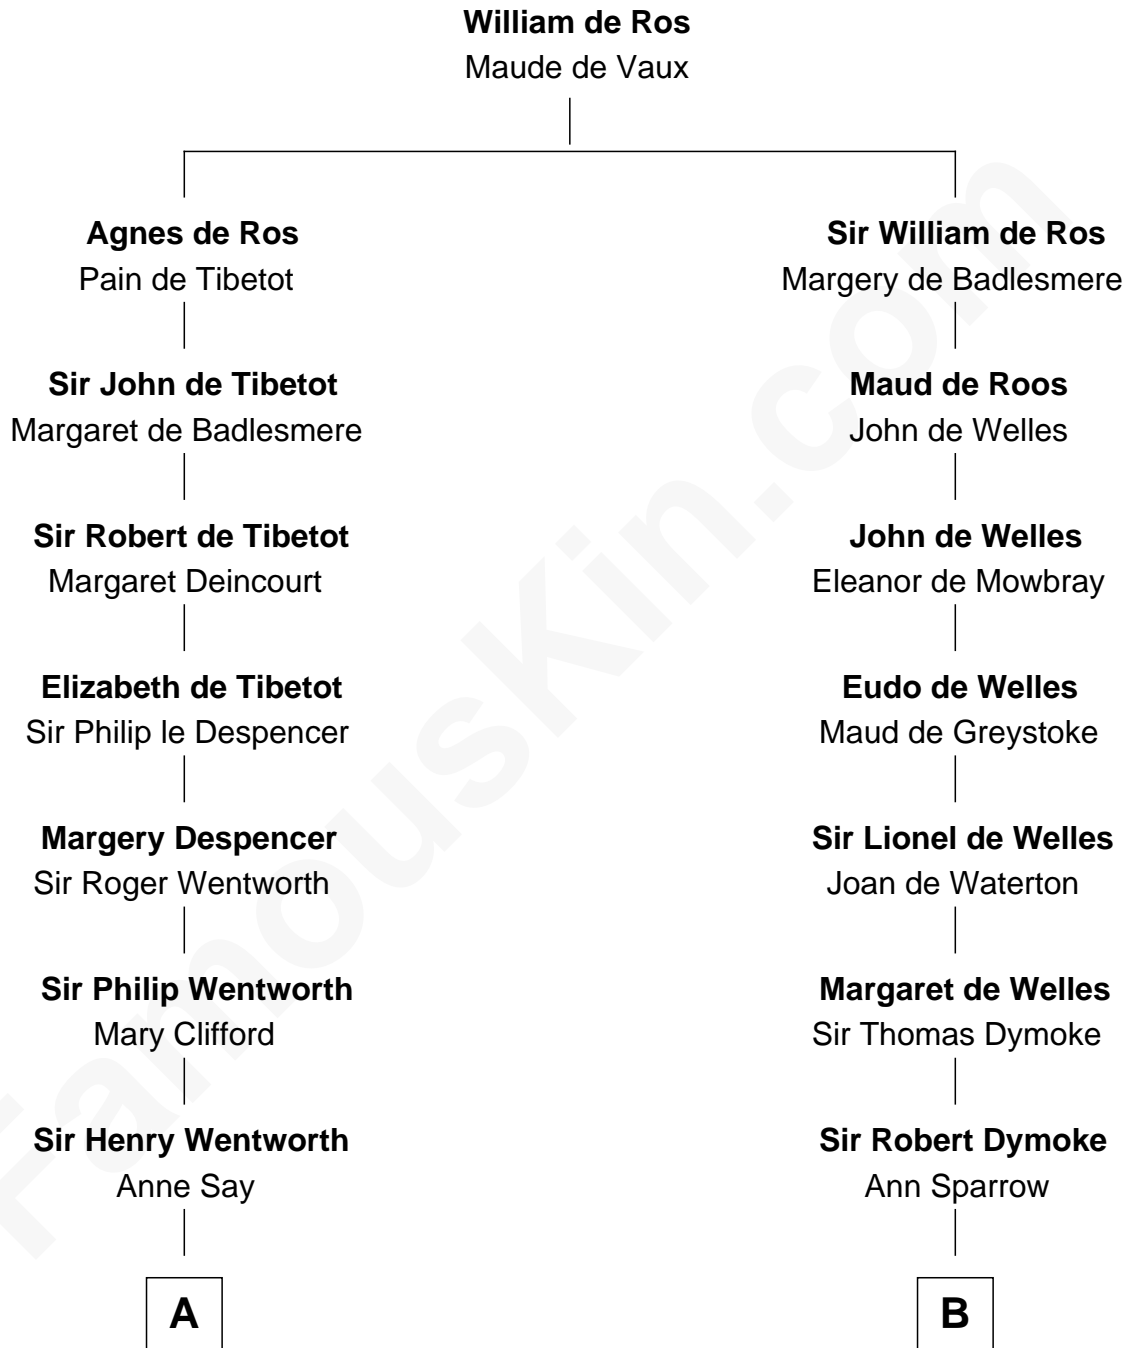 William de Ros
Maude de Vaux
Agnes de Ros
Pain de Tibetot
Sir William de Ros
Margery de Badlesmere
Sir John de Tibetot
Margaret de Badlesmere
Maud de Roos
John de Welles
Sir Robert de Tibetot
Margaret Deincourt
John de Welles
Eleanor de Mowbray
Elizabeth de Tibetot
Sir Philip le Despencer
Eudo de Welles
Maud de Greystoke
Margery Despencer
Sir Roger Wentworth
Sir Lionel de Welles
Joan de Waterton
Sir Philip Wentworth
Mary Clifford
Margaret de Welles
Sir Thomas Dymoke
Sir Henry Wentworth
Anne Say
Sir Robert Dymoke
Ann Sparrow
A
B
FamousKin.com